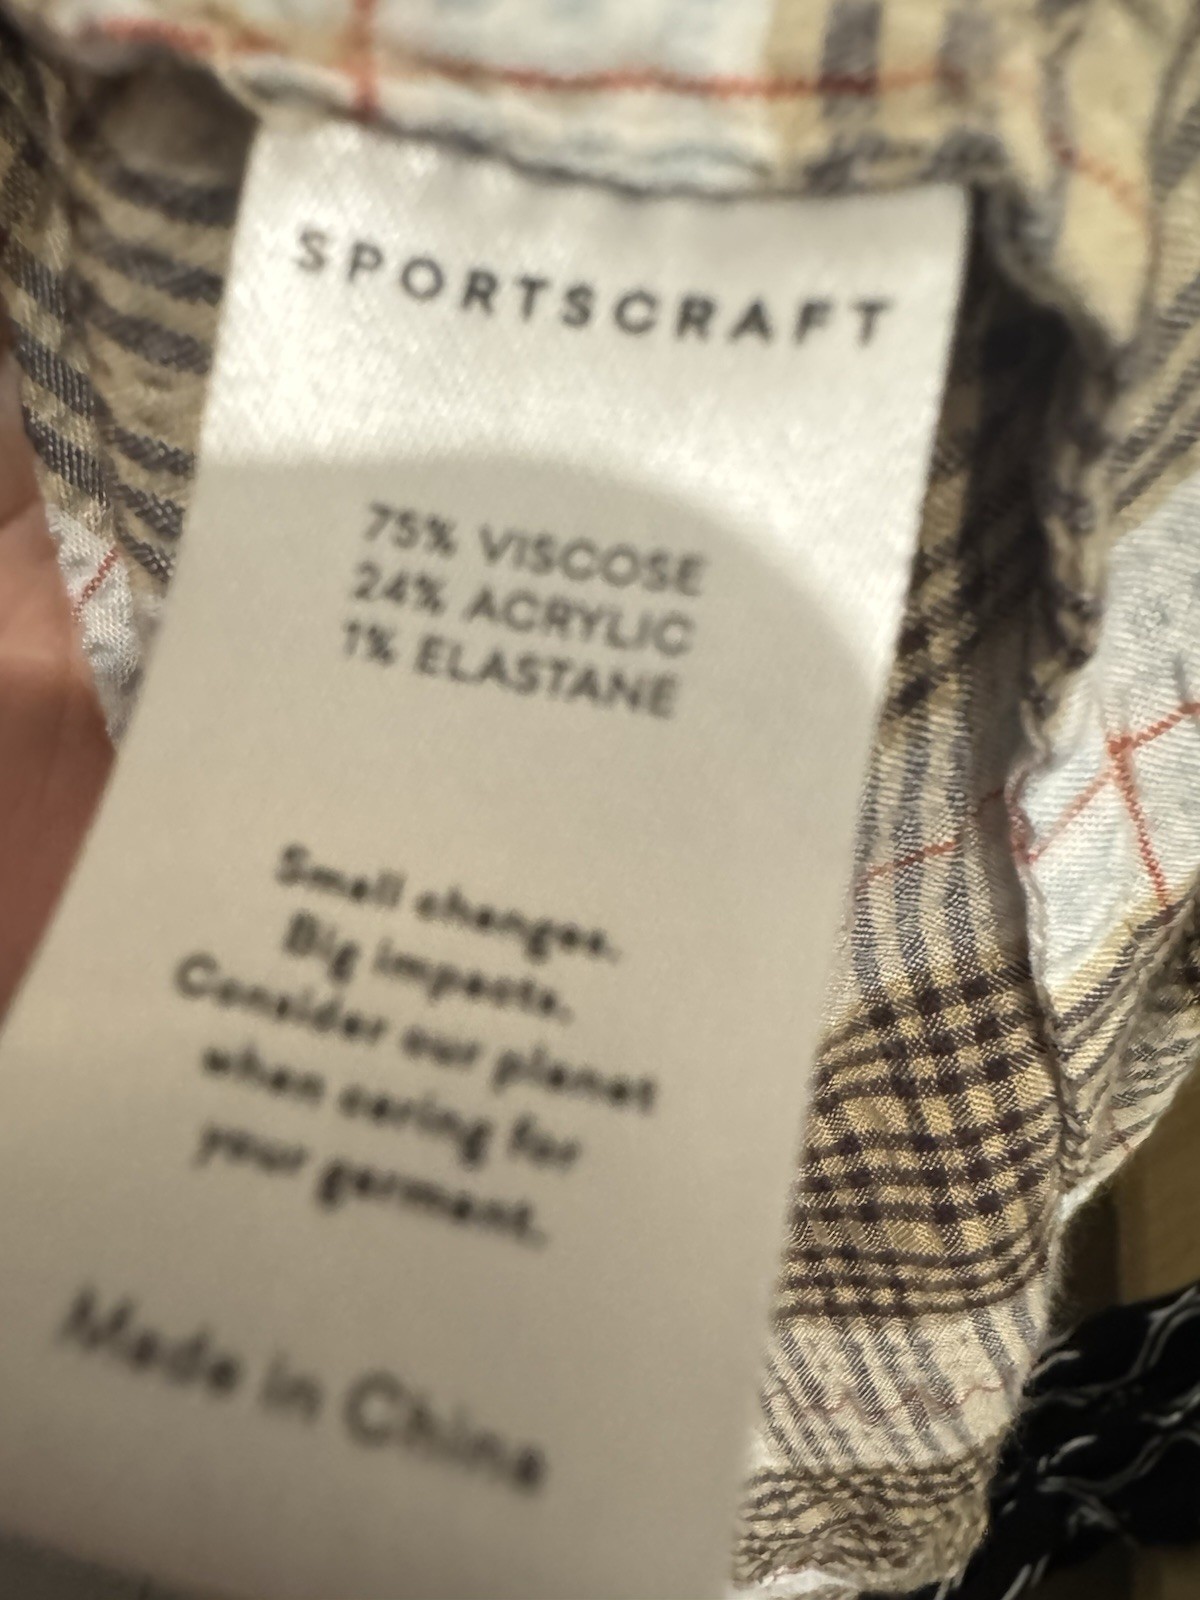 SPORTSCRAFT
75% VISCOSE
24% ACRYLIC
1% ELASTANE
Small changes.
Big impacts.
Consider our planet
when caring for
your garment.
Made in China